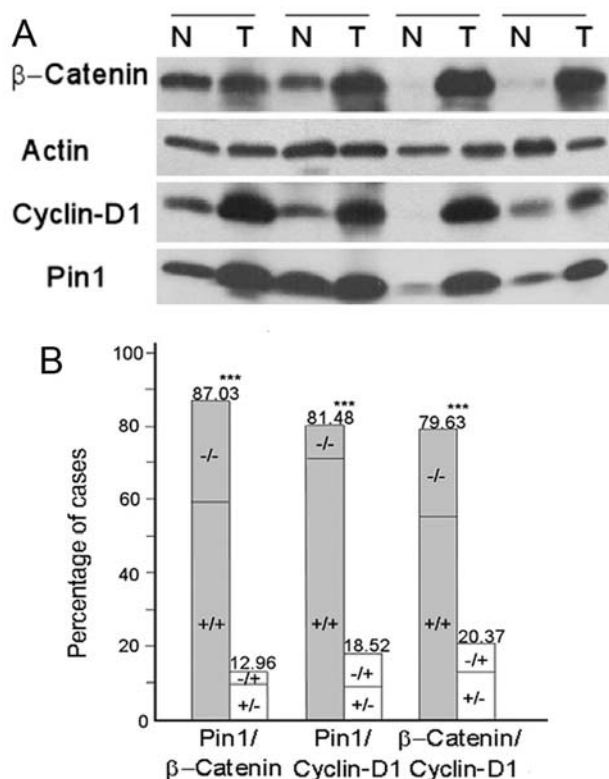 A
N T N T N T N T
β–Catenin
Actin
Cyclin-D1
Pin1
B
Percentage of cases
100
80
60
40
20
0
***
87.03
-/-
+/+
12.96
-/+
+/-
***
81.48
-/-
+/+
18.52
-/+
+/-
***
79.63
-/-
+/+
20.37
-/+
+/-
Pin1/ Pin1/ β–Catenin/
β–Catenin Cyclin-D1 Cyclin-D1